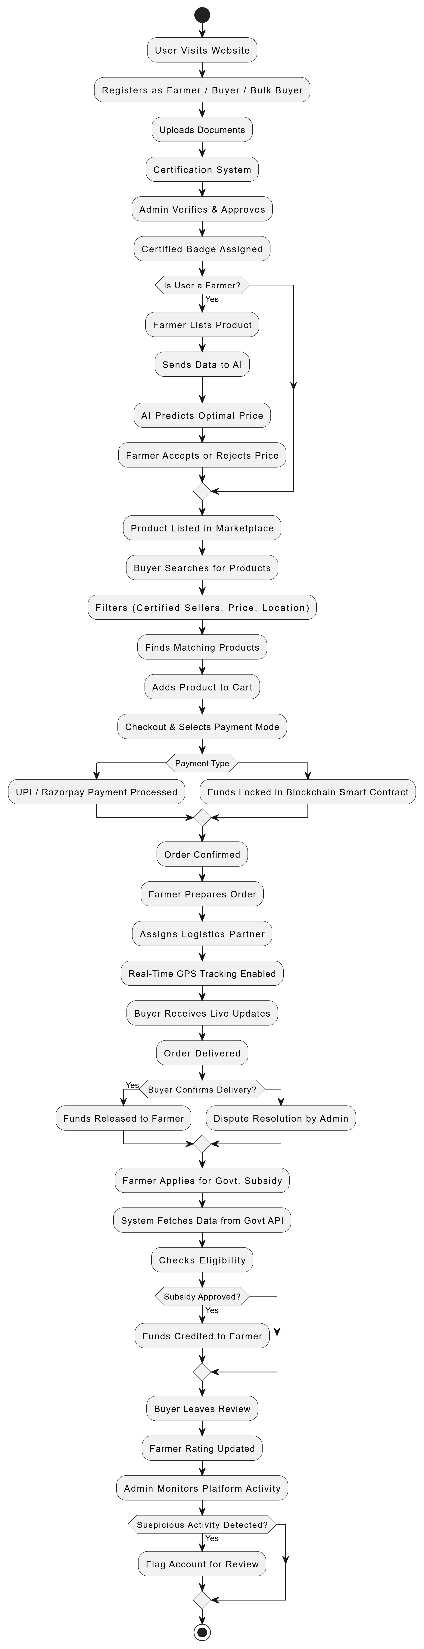 User Visits Website
Registers as Farmer / Buyer / Bulk Buyer
Uploads Documents
Certification System
Admin Verifies & Approves
Certified Badge Assigned
Is User a Farmer?
Yes
Farmer Lists Product
Sends Data to AI
AI Predicts Optimal Price
Farmer Accepts or Rejects Price
Product Listed in Marketplace
Buyer Searches for Products
Filters (Certified Sellers, Price, Location)
Finds Matching Products
Adds Product to Cart
Checkout & Selects Payment Mode
Payment Type
UPI / Razorpay Payment Processed
Funds Locked in Blockchain Smart Contract
Order Confirmed
Farmer Prepares Order
Assigns Logistics Partner
Real-Time GPS Tracking Enabled
Buyer Receives Live Updates
Order Delivered
Yes
Buyer Confirms Delivery?
Funds Released to Farmer
Dispute Resolution by Admin
Farmer Applies for Govt. Subsidy
System Fetches Data from Govt API
Checks Eligibility
Subsidy Approved?
Yes
Funds Credited to Farmer
Buyer Leaves Review
Farmer Rating Updated
Admin Monitors Platform Activity
Suspicious Activity Detected?
Yes
Flag Account for Review